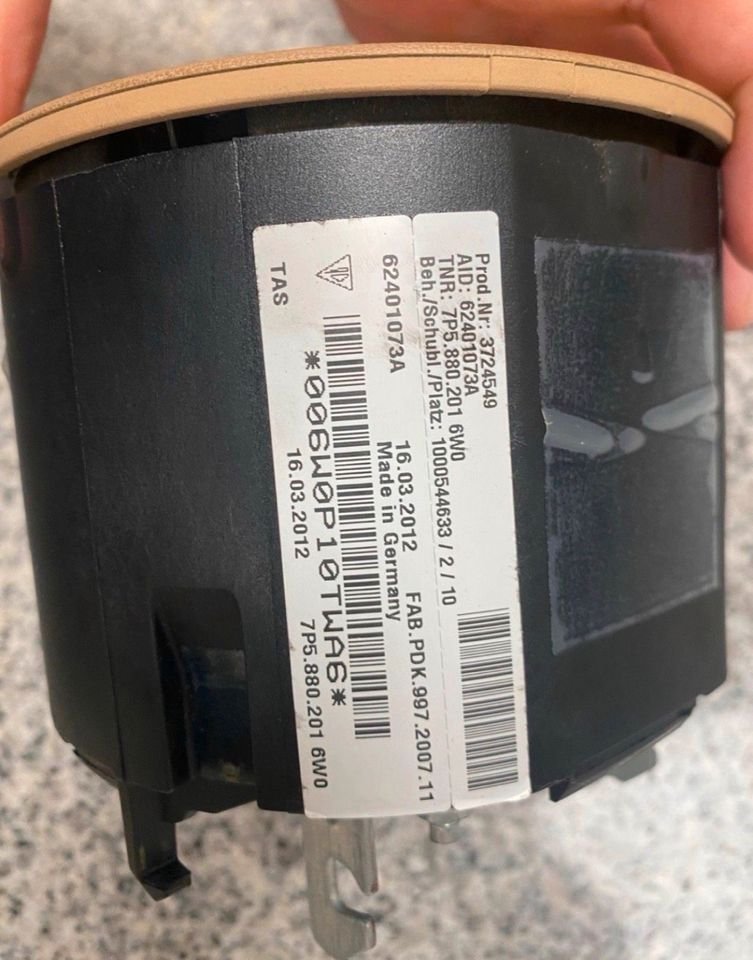 Prod.Nr: 3724549
AID: 62401073A
TNR: 7P5.880.201 6W0
Beh./Schubl./Platz: 1000544633 / 2 / 10
62401073A 16.03.2012 FAB.PDK.997.2007.11
Made in Germany
*006W0P10TWA6*
TAS 16.03.2012 7P5.880.201 6W0